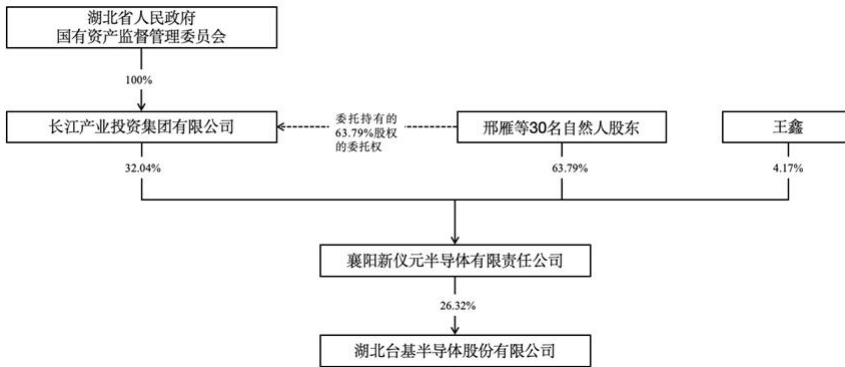 湖北省人民政府
国有资产监督管理委员会
100%
长江产业投资集团有限公司
委托持有的
63.79%股权
的委托权
邢雁等30名自然人股东
王鑫
32.04%
63.79%
4.17%
襄阳新仪元半导体有限责任公司
26.32%
湖北台基半导体股份有限公司